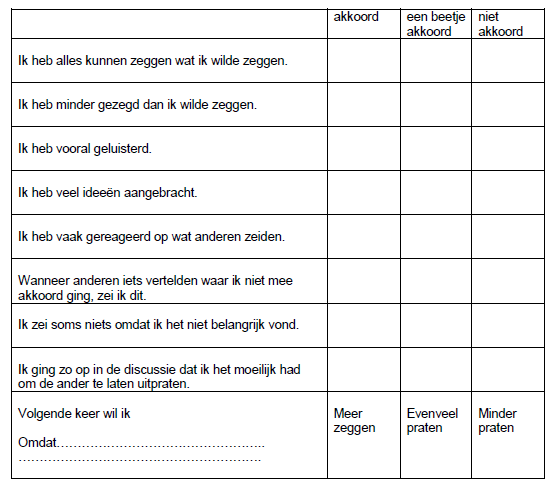 akkoord een beetje akkoord niet akkoord
Ik heb alles kunnen zeggen wat ik wilde zeggen.
Ik heb minder gezegd dan ik wilde zeggen.
Ik heb vooral geluisterd.
Ik heb veel ideeën aangebracht.
Ik heb vaak gereageerd op wat anderen zeiden.
Wanneer anderen iets vertelden waar ik niet mee
akkoord ging, zei ik dit.
Ik zei soms niets omdat ik het niet belangrijk vond.
Ik ging zo op in de discussie dat ik het moeilijk had
om de ander te laten uitpraten.
Volgende keer wil ik
Omdat…………………………………………..
………………………………………………….
Meer
zeggen
Evenveel
praten
Minder
praten